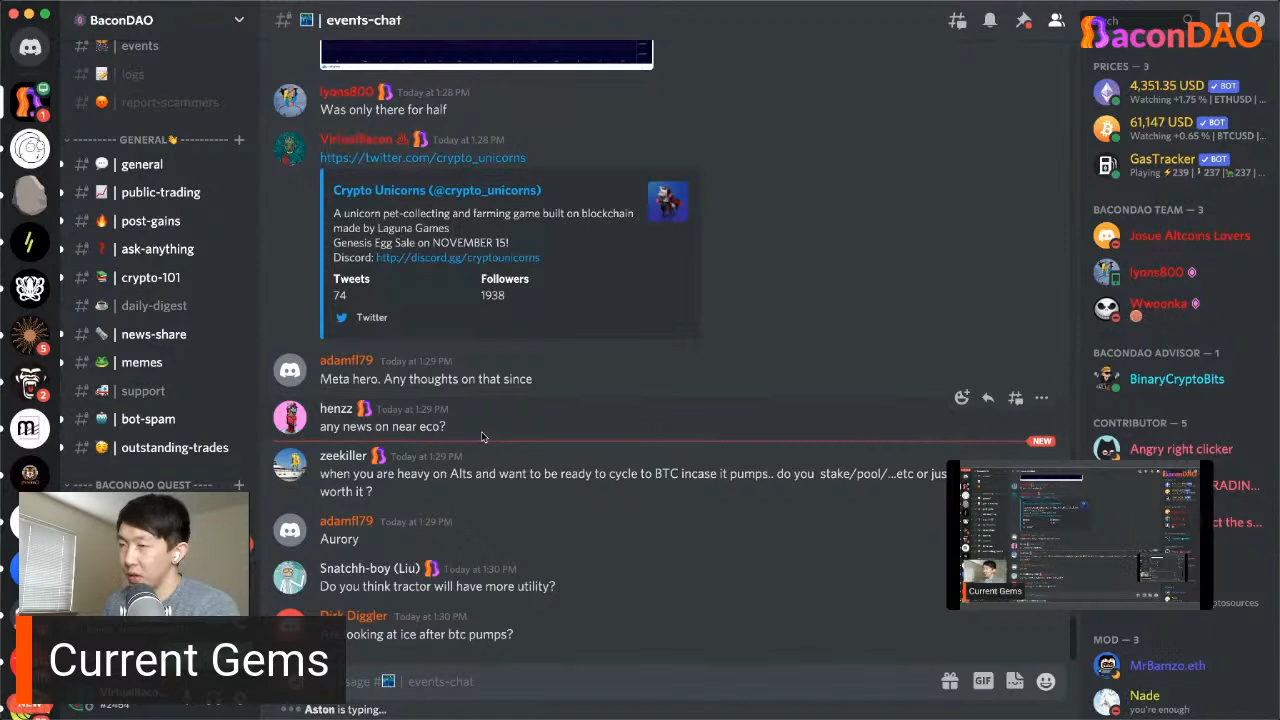 BaconDAO
| events-chat
search
BaconDAO
| events
| logs
| report-scammers
GENERAL👋
| general
| public-trading
| post-gains
| ask-anything
| crypto-101
| daily-digest
| news-share
| memes
| support
| bot-spam
| outstanding-trades
BACONDAO QUEST
VirtualBaco...
#2464
lyons800 Today at 1:28 PM
Was only there for half
VirtualBacon Today at 1:28 PM
https://twitter.com/crypto_unicorns
Crypto Unicorns (@crypto_unicorns)
A unicorn pet-collecting and farming game built on blockchain
made by Laguna Games
Genesis Egg Sale on NOVEMBER 15!
Discord: http://discord.gg/cryptounicorns
Tweets Followers
74 1938
Twitter
adamfl79 Today at 1:29 PM
Meta hero. Any thoughts on that since
henzz Today at 1:29 PM
any news on near eco?
NEW
zeekiller Today at 1:29 PM
when you are heavy on Alts and want to be ready to cycle to BTC incase it pumps.. do you stake/pool/...etc or jus
worth it ?
adamfl79 Today at 1:29 PM
Aurory
Snatchh-boy (Liu) Today at 1:30 PM
Do you think tractor will have more utility?
Dirk Diggler Today at 1:30 PM
looking at ice after btc pumps?
| events-chat
GIF
Aston is typing...
PRICES — 3
4,351.35 USD ✓ BOT
Watching +1.75 % | ETHUSD | ...
61,147 USD ✓ BOT
Watching +0.65 % | BTCUSD | ...
GasTracker ✓ BOT
Playing ⚡239 | 🚶237 | 🐢237 | ...
BACONDAO TEAM — 3
Josue Altcoins Lovers
lyons800
Wwoonka
BACONDAO ADVISOR — 1
BinaryCryptoBits
CONTRIBUTOR — 5
Angry right clicker
MOD — 3
MrBamzo.eth
Nade
you're enough
Current Gems
Current Gems